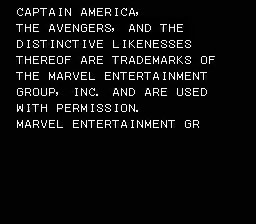 CAPTAIN AMERICA,
THE AVENGERS, AND THE
DISTINCTIVE LIKENESSES
THEREOF ARE TRADEMARKS OF
THE MARVEL ENTERTAINMENT
GROUP, INC. AND ARE USED
WITH PERMISSION.
MARVEL ENTERTAINMENT GR